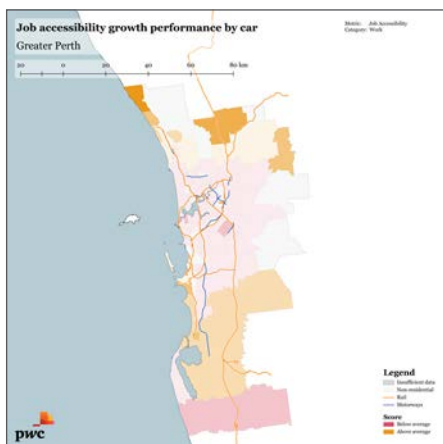 Job accessibility growth performance by car
Greater Perth
Metric: Job Accessibility
Category: Work
20 0 20 40 60 80 km
Legend
Insufficient data
Non-residential
Rail
Motorways
Score
Below average
Above average
pwc